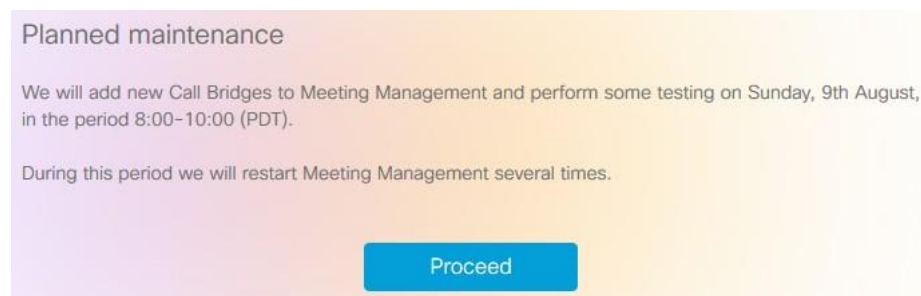 Planned maintenance
We will add new Call Bridges to Meeting Management and perform some testing on Sunday, 9th August,
in the period 8:00-10:00 (PDT).
During this period we will restart Meeting Management several times.
Proceed